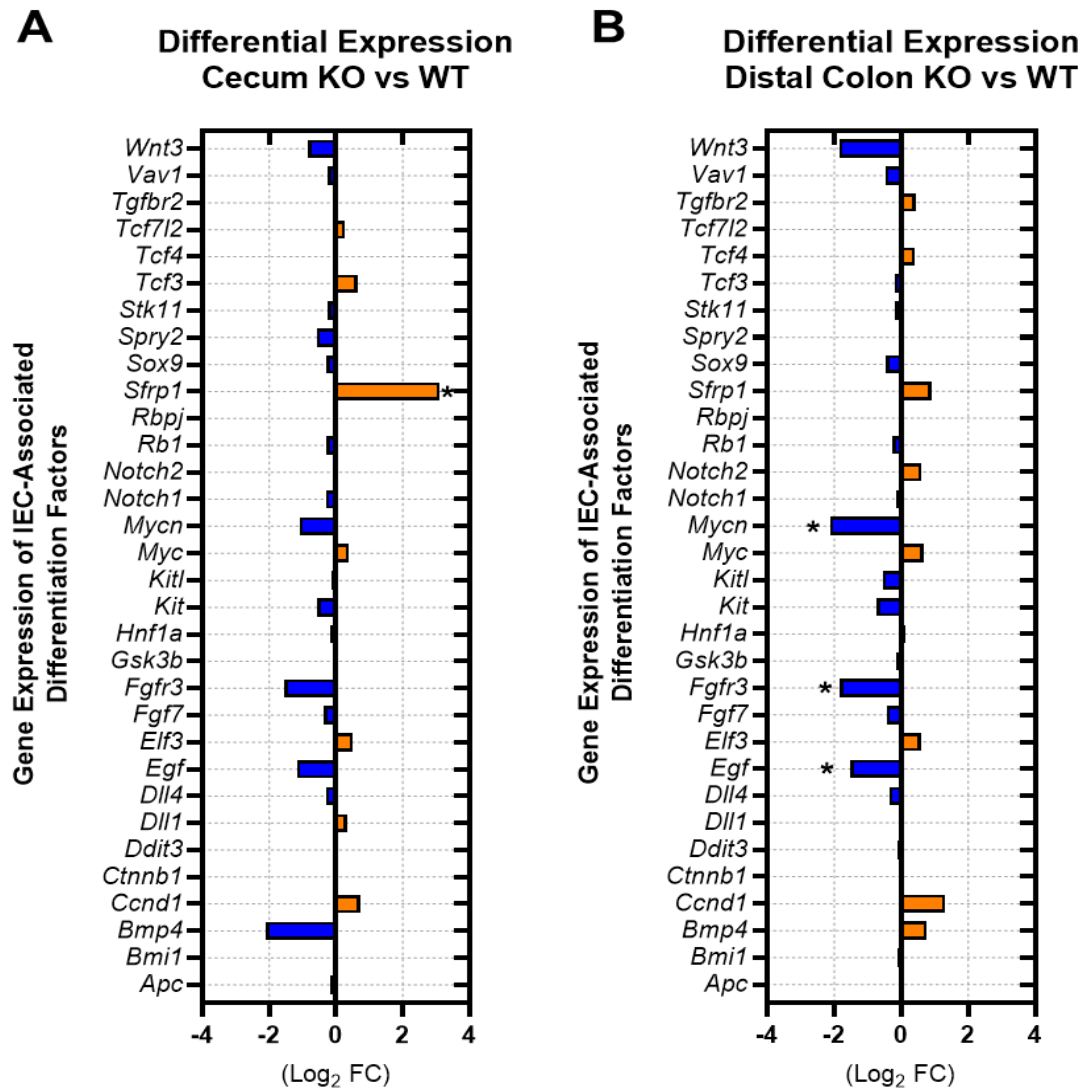 A
Differential Expression
Cecum KO vs WT
Gene Expression of IEC-Associated
Differentiation Factors
Wnt3
Vav1
Tgfbr2
Tcf7l2
Tcf4
Tcf3
Stk11
Spry2
Sox9
Sfrp1
*
Rbpj
Rb1
Notch2
Notch1
Mycn
Myc
Kitl
Kit
Hnf1a
Gsk3b
Fgfr3
Fgf7
Elf3
Egf
Dll4
Dll1
Ddit3
Ctnnb1
Ccnd1
Bmp4
Bmi1
Apc
-4 -2 0 2 4
(Log₂ FC)
B
Differential Expression
Distal Colon KO vs WT
Gene Expression of IEC-Associated
Differentiation Factors
Wnt3
Vav1
Tgfbr2
Tcf7l2
Tcf4
Tcf3
Stk11
Spry2
Sox9
Sfrp1
Rbpj
Rb1
Notch2
Notch1
Mycn
*
Myc
Kitl
Kit
Hnf1a
Gsk3b
Fgfr3
*
Fgf7
Elf3
Egf
*
Dll4
Dll1
Ddit3
Ctnnb1
Ccnd1
Bmp4
Bmi1
Apc
-4 -2 0 2 4
(Log₂ FC)